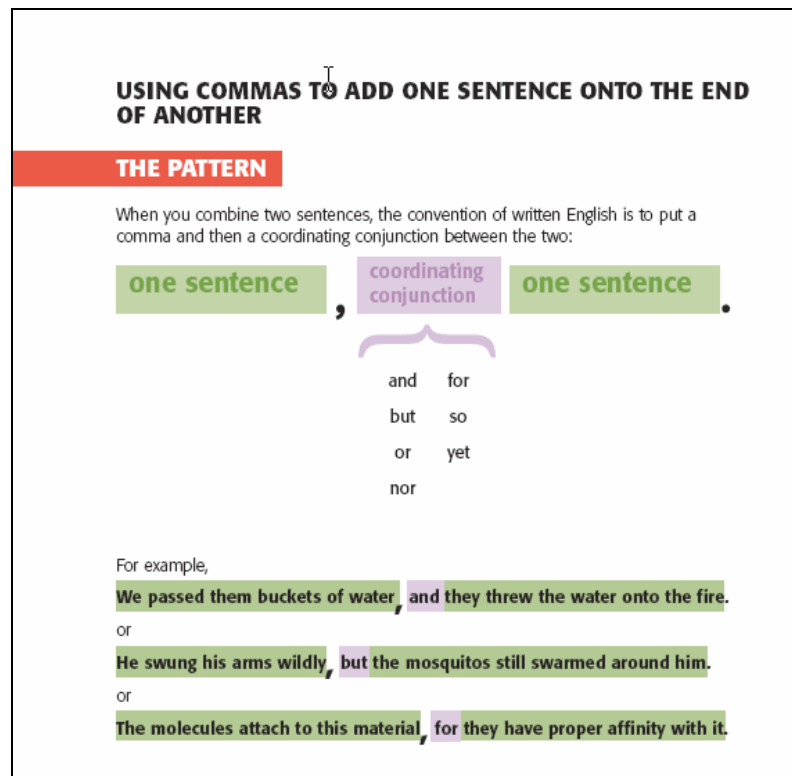 USING COMMAS TO ADD ONE SENTENCE ONTO THE END
OF ANOTHER
THE PATTERN
When you combine two sentences, the convention of written English is to put a
comma and then a coordinating conjunction between the two:
one sentence , coordinating conjunction one sentence.
and for
but so
or yet
nor
For example,
We passed them buckets of water, and they threw the water onto the fire.
or
He swung his arms wildly, but the mosquitos still swarmed around him.
or
The molecules attach to this material, for they have proper affinity with it.